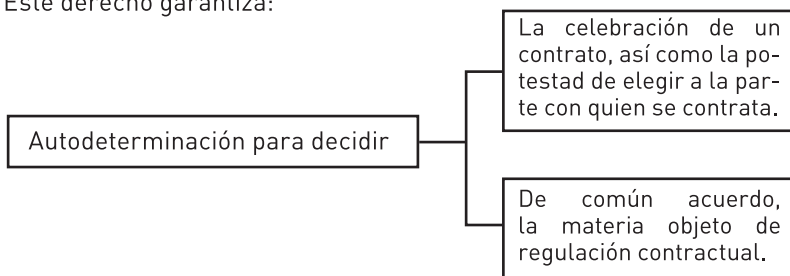 Este derecho garantiza:
La celebración de un
contrato, así como la po-
testad de elegir a la par-
te con quien se contrata.
Autodeterminación para decidir
De común acuerdo,
la materia objeto de
regulación contractual.